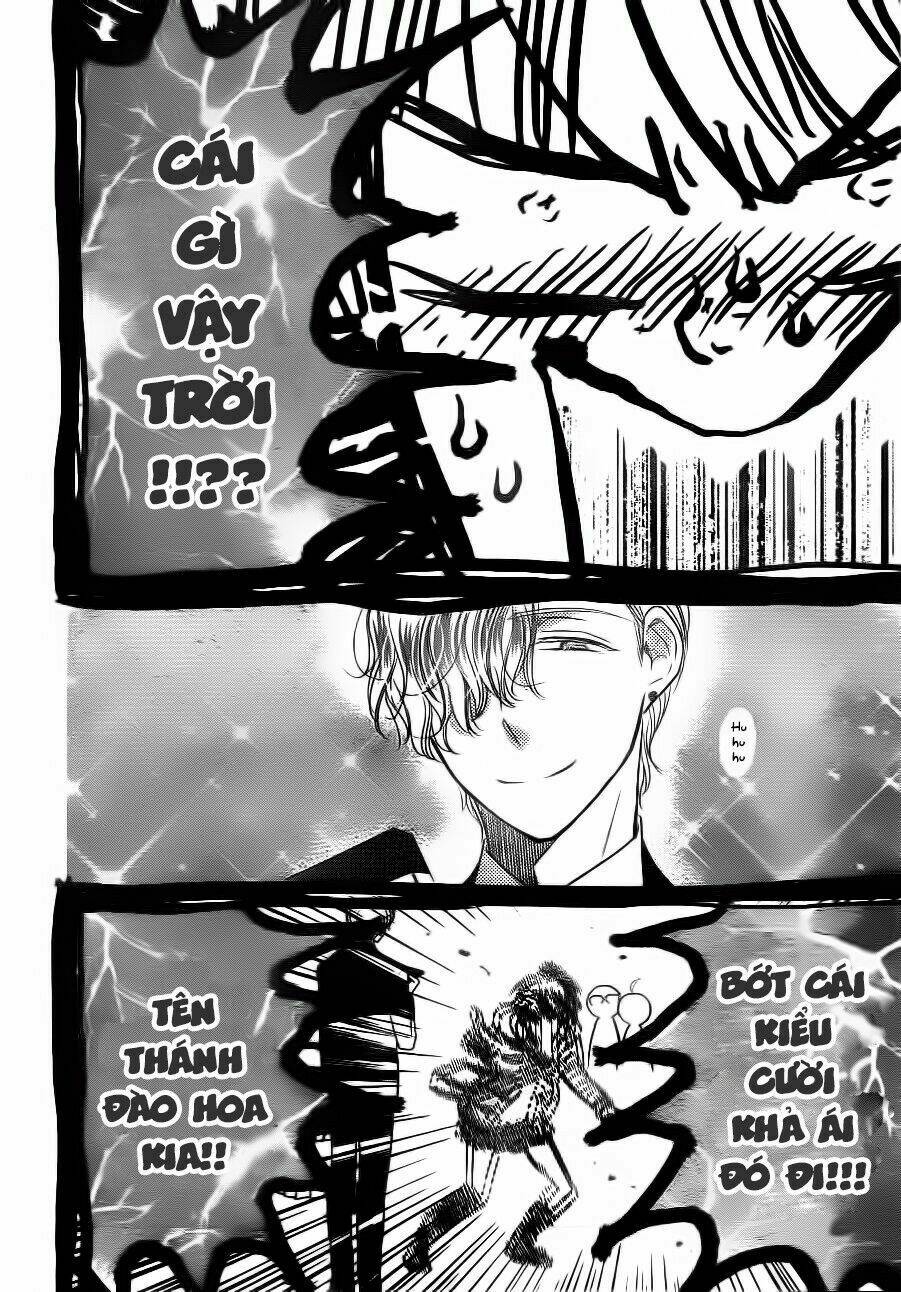 CÁI
GÌ
VẬY
TRỜI
!!??
Hu
hu
hu
BỚT CÁI
KIỂU
CƯỜI
KHẢ ÁI
ĐÓ ĐI!!!
TÊN
THÁNH
ĐÀO HOA
KIA!!